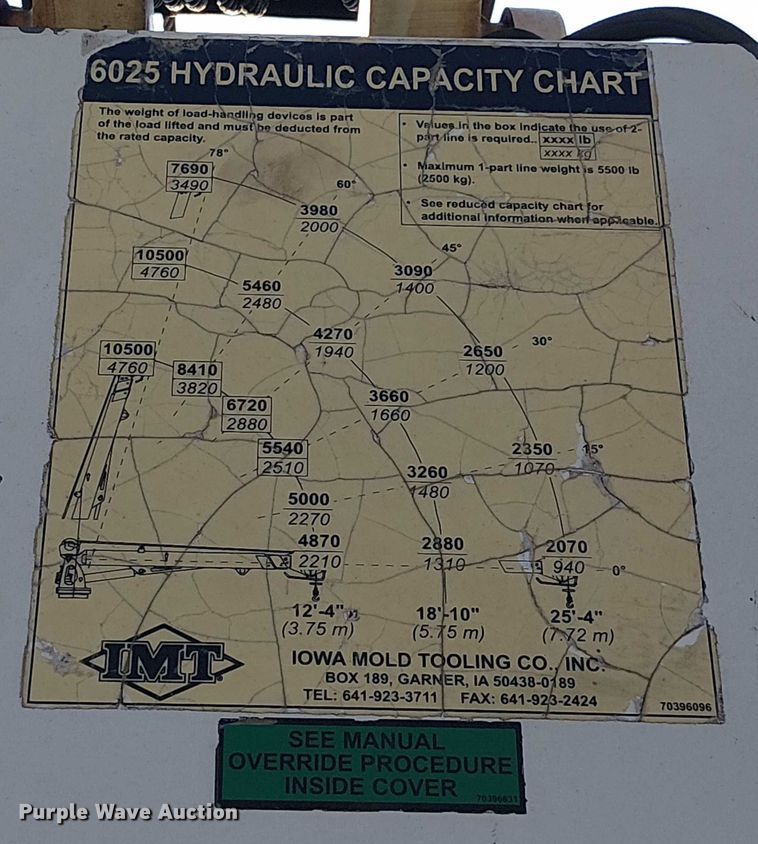 6025 HYDRAULIC CAPACITY CHART
The weight of load-handling devices is part
of the load lifted and must be deducted from
the rated capacity.
• Values in the box indicate the use of 2-
part line is required.. xxxx lb
xxxx kg
• Maximum 1-part line weight is 5500 lb
(2500 kg).
• See reduced capacity chart for
additional information when applicable.
78°
7690
3490
60°
3980
2000
45°
10500
4760
3090
1400
5460
2480
30°
4270
1940
2650
1200
10500
4760
8410
3820
3660
1660
6720
2880
15°
5540
2510
2350
1070
3260
1480
5000
2270
4870
2210
2880
1310
2070
940
0°
12'-4"
(3.75 m)
18'-10"
(5.75 m)
25'-4"
(7.72 m)
IMT
IOWA MOLD TOOLING CO., INC.
BOX 189, GARNER, IA 50438-0189
TEL: 641-923-3711 FAX: 641-923-2424
70396096
SEE MANUAL
OVERRIDE PROCEDURE
INSIDE COVER
Purple Wave Auction